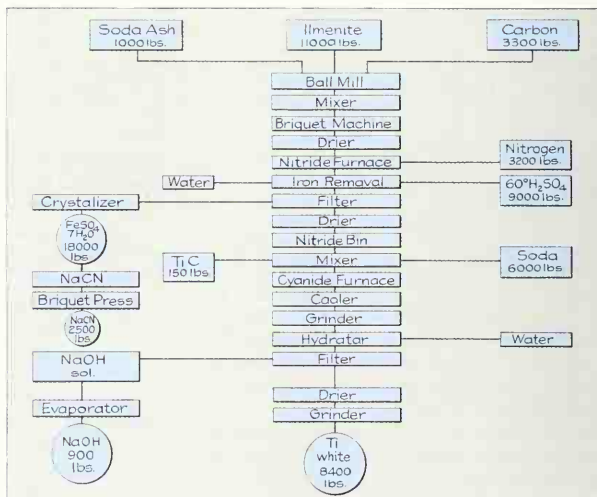 Soda Ash
1000 lbs.
Ilmenite
11000 lbs.
Carbon
3300 lbs.
Ball Mill
Mixer
Briquet Machine
Drier
Nitride Furnace
Nitrogen
3200 lbs.
Water
Iron Removal
60° H₂SO₄
9000 lbs.
Crystalizer
Filter
FeSO₄
7H₂O
18000
lbs
Drier
Nitride Bin
Ti C
150 lbs
Mixer
Soda
6000 lbs
NaCN
Cyanide Furnace
Briquet Press
Cooler
NaCN
2500
lbs
Grinder
Hydrator
Water
NaOH
sol.
Filter
Evaporator
Drier
Grinder
NaOH
900
lbs.
Ti
white
8400
lbs.